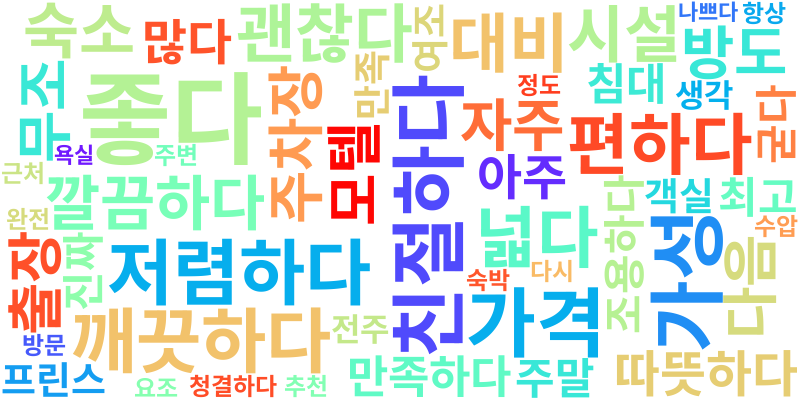 숙소
많다
괜찮다
여조
대비
시설
나쁘다
항상
방도
무조
좋다
주차장
만족
친절하다
자주
정도
침대
생각
편하다
굳다
욕실
주변
모텔
아주
근처
깔끔하다
넓다
조용하다
객실
최고
완전
출장
진짜
저렴하다
숙박
다시
가성
다음
수압
방문
깨끗하다
전주
가격
프린스
요조
청결하다
추천
만족하다
주말
따뜻하다